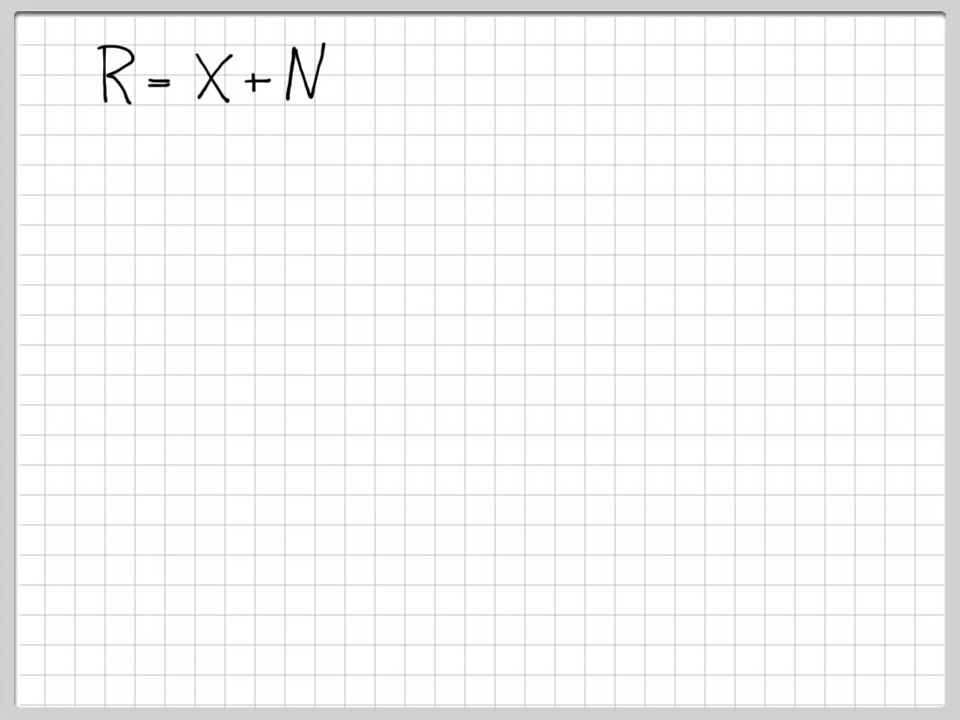 R = X + N